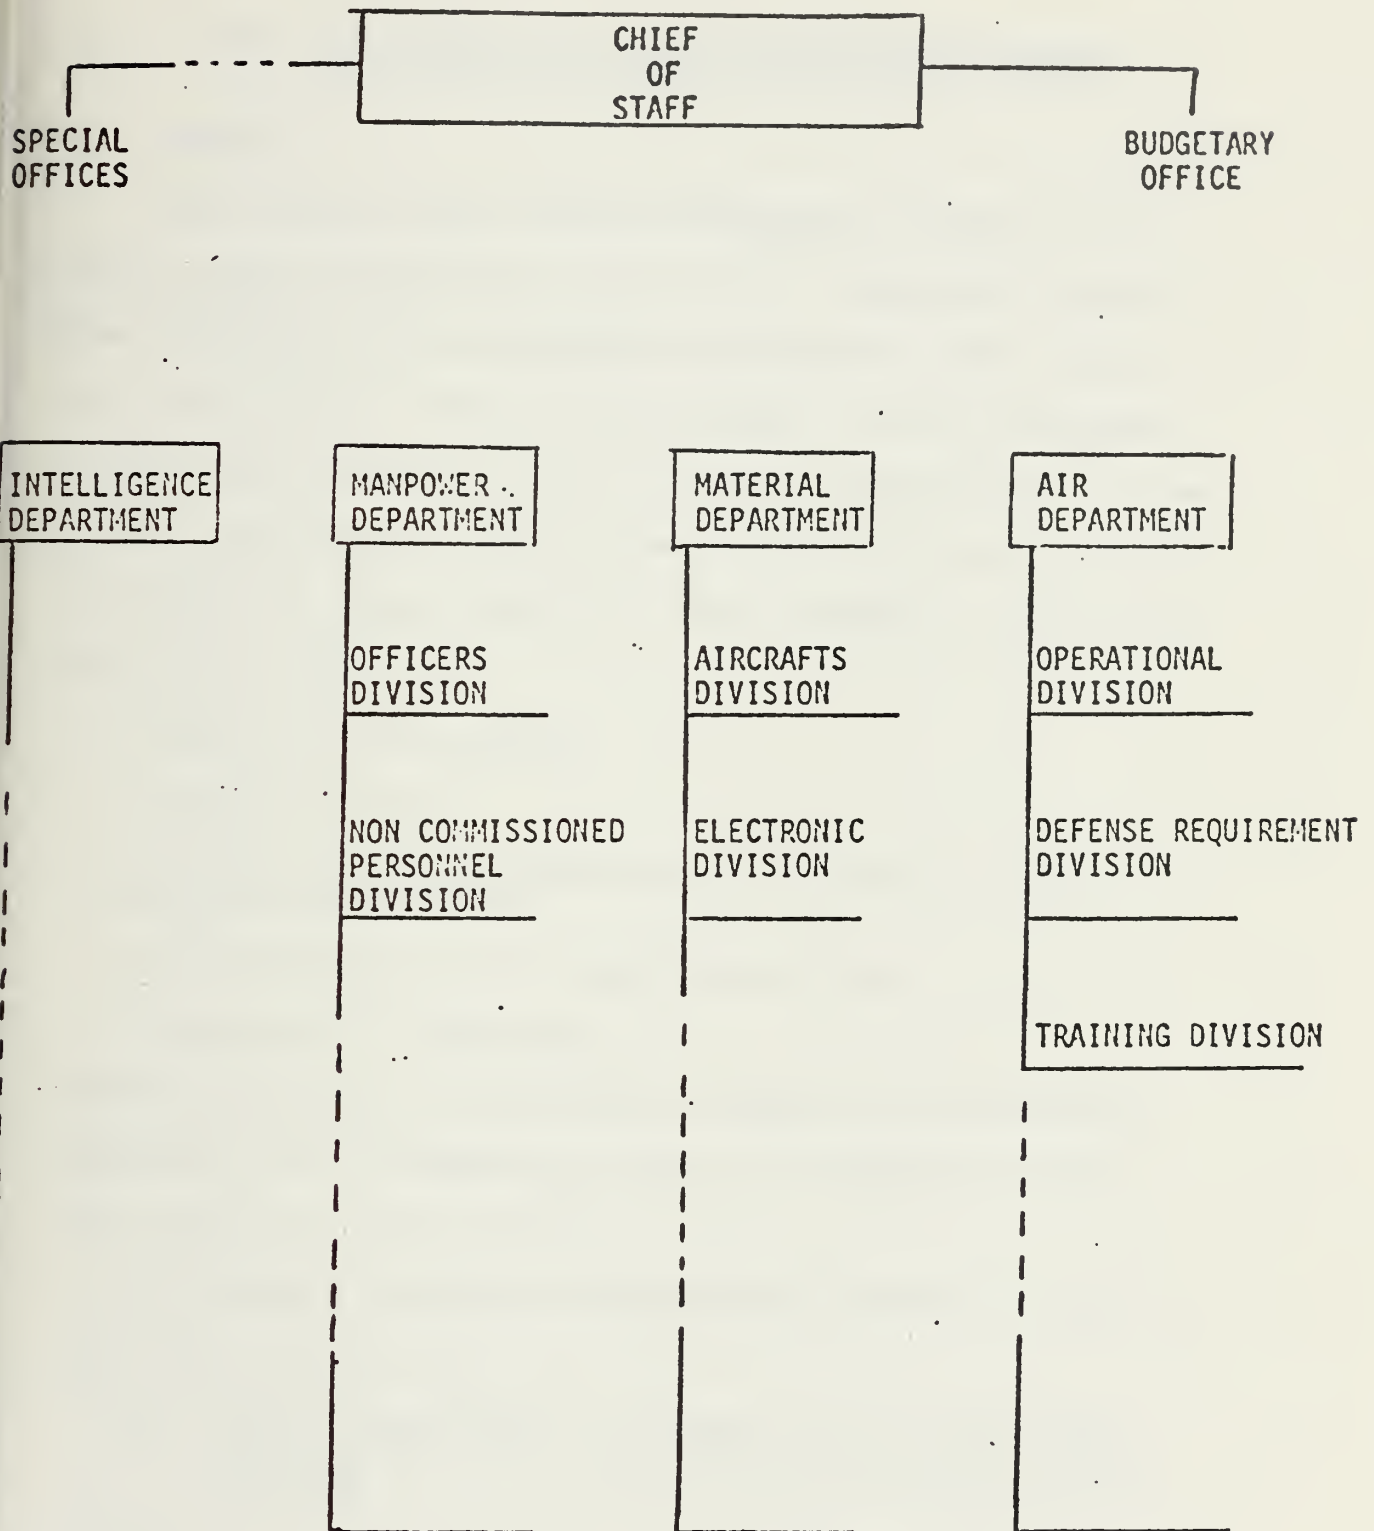 CHIEF
OF
STAFF
SPECIAL
OFFICES
BUDGETARY
OFFICE
INTELLIGENCE
DEPARTMENT
MANPOWER
DEPARTMENT
MATERIAL
DEPARTMENT
AIR
DEPARTMENT
OFFICERS
DIVISION
NON COMMISSIONED
PERSONNEL
DIVISION
AIRCRAFTS
DIVISION
ELECTRONIC
DIVISION
OPERATIONAL
DIVISION
DEFENSE REQUIREMENT
DIVISION
TRAINING DIVISION